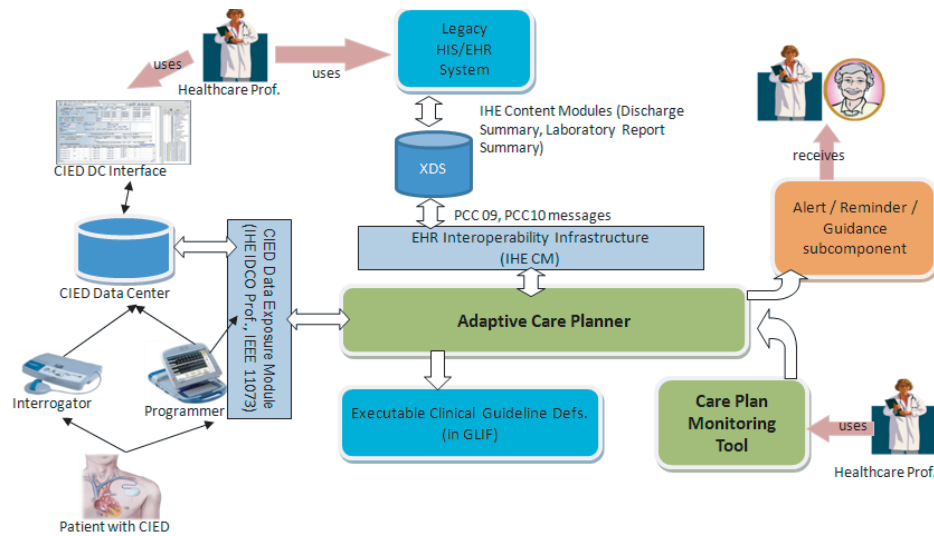 Legacy
HIS/EHR
System
uses
uses
Healthcare Prof.
IHE Content Modules (Discharge
Summary, Laboratory Report
Summary)
CIED DC Interface
XDS
receives
PCC 09, PCC10 messages
EHR Interoperability Infrastructure
(IHE CM)
Alert / Reminder /
Guidance
subcomponent
CIED Data Center
CIED Data Exposure Module
(IHE IDCO Prof., IEEE 11073)
Adaptive Care Planner
Interrogator
Programmer
Executable Clinical Guideline Defs.
(in GLIF)
Care Plan
Monitoring
Tool
uses
Healthcare Prof.
Patient with CIED